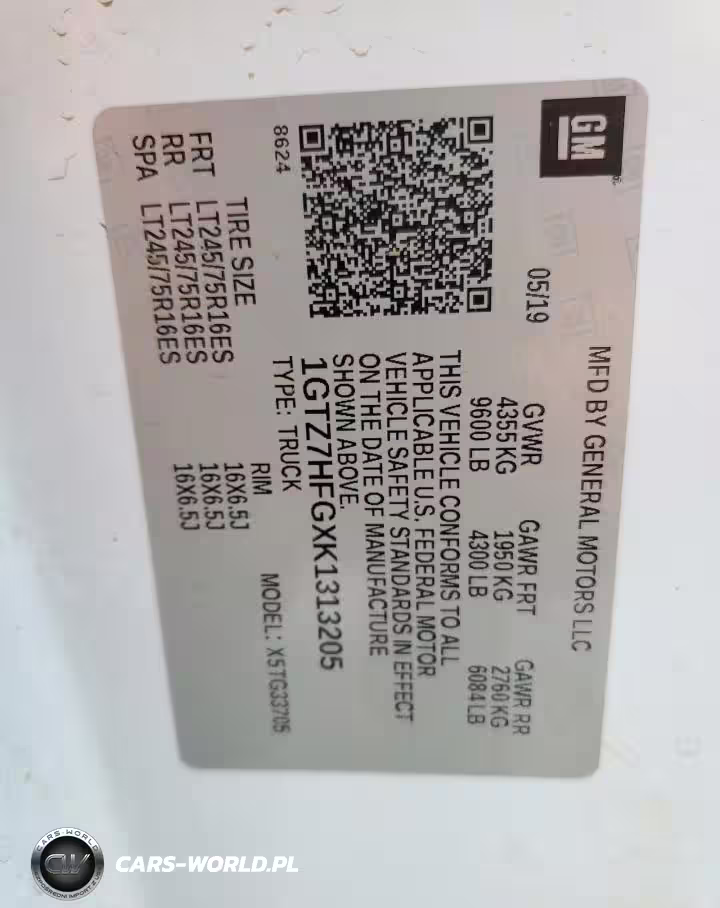 GM
MFD BY GENERAL MOTORS LLC
05/19 GVWR GAWR FRT GAWR RR
4355 KG 1950 KG 2760 KG
9600 LB 4300 LB 6084 LB
THIS VEHICLE CONFORMS TO ALL
APPLICABLE U.S. FEDERAL MOTOR
VEHICLE SAFETY STANDARDS IN EFFECT
ON THE DATE OF MANUFACTURE
SHOWN ABOVE.
1GTZ7HFGXK1313205
8624 TYPE: TRUCK MODEL: X5TG33705
TIRE SIZE RIM
FRT LT245/75R16ES 16X6.5J
RR LT245/75R16ES 16X6.5J
SPA LT245/75R16ES 16X6.5J
CARS-WORLD
CW
CARS-WORLD.PL